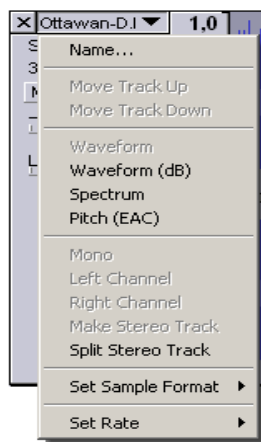 Ottawan-D.I 1,0
Name...
Move Track Up
Move Track Down
Waveform
Waveform (dB)
Spectrum
Pitch (EAC)
Mono
Left Channel
Right Channel
Make Stereo Track
Split Stereo Track
Set Sample Format
Set Rate